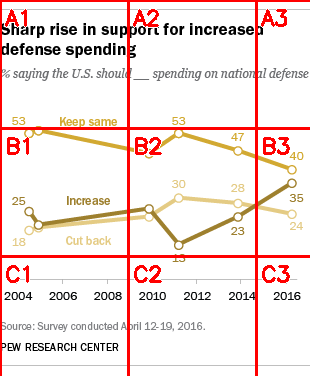 A1
A2
A3
Sharp rise in support for increased
defense spending
% saying the U.S. should __ spending on national defense
53
Keep same
53
47
40
B1
B2
B3
25
Increase
30
28
35
18
Cut back
23
24
13
C1
C2
C3
2004 2006 2008 2010 2012 2014 2016
Source: Survey conducted April 12-19, 2016.
PEW RESEARCH CENTER